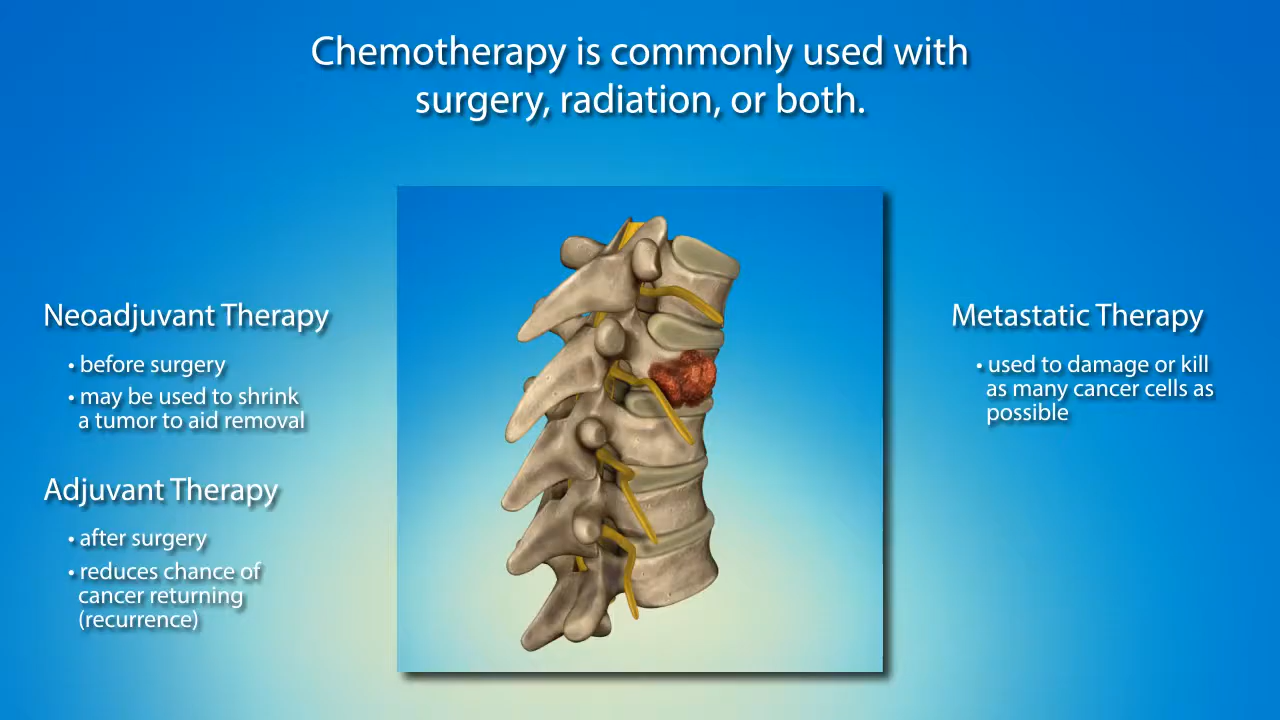 Chemotherapy is commonly used with
surgery, radiation, or both.
Neoadjuvant Therapy
• before surgery
• may be used to shrink
a tumor to aid removal
Adjuvant Therapy
• after surgery
• reduces chance of
cancer returning
(recurrence)
Metastatic Therapy
• used to damage or kill
as many cancer cells as
possible